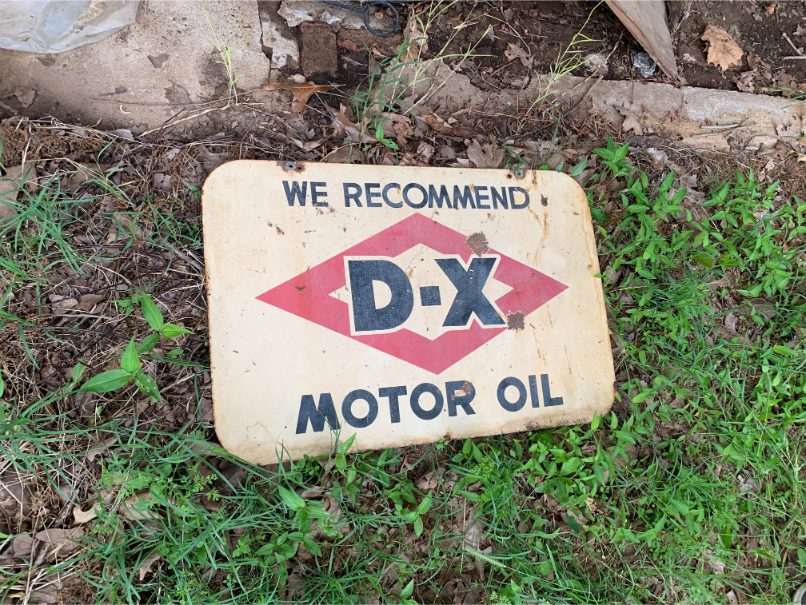 WE RECOMMEND
D-X
MOTOR OIL